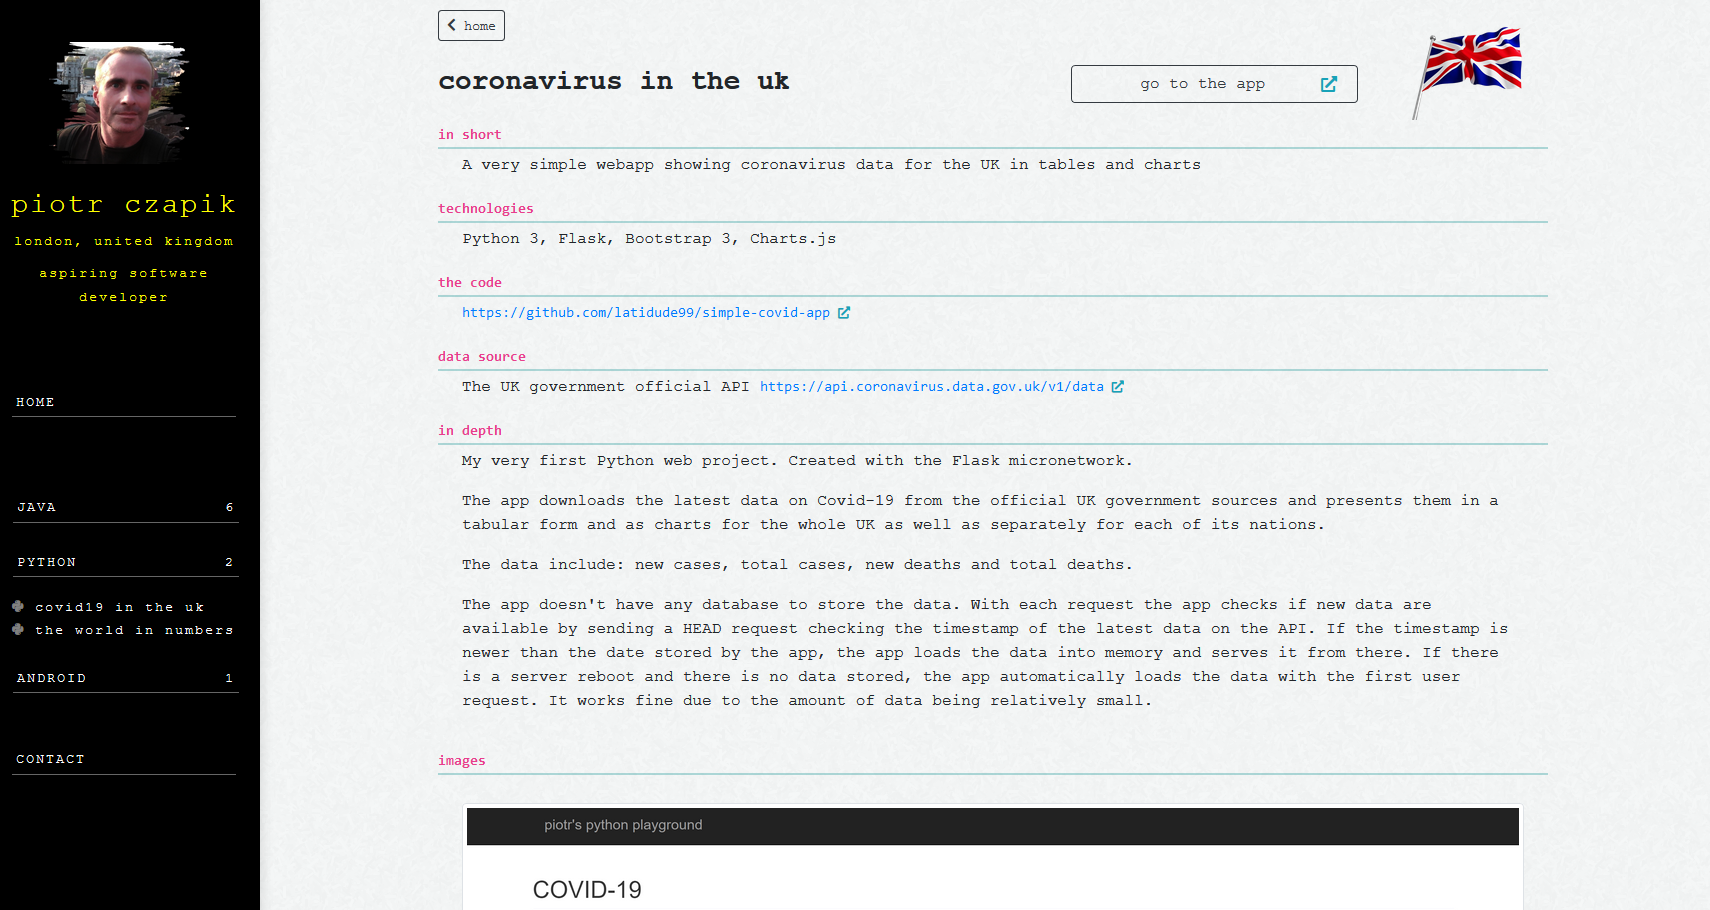 piotr czapik
london, united kingdom
aspiring software
developer
HOME
JAVA 6
PYTHON 2
covid19 in the uk
the world in numbers
ANDROID 1
CONTACT
home
coronavirus in the uk
go to the app
in short
A very simple webapp showing coronavirus data for the UK in tables and charts
technologies
Python 3, Flask, Bootstrap 3, Charts.js
the code
https://github.com/latidude99/simple-covid-app
data source
The UK government official API https://api.coronavirus.data.gov.uk/v1/data
in depth
My very first Python web project. Created with the Flask micronetwork.
The app downloads the latest data on Covid-19 from the official UK government sources and presents them in a
tabular form and as charts for the whole UK as well as separately for each of its nations.
The data include: new cases, total cases, new deaths and total deaths.
The app doesn't have any database to store the data. With each request the app checks if new data are
available by sending a HEAD request checking the timestamp of the latest data on the API. If the timestamp is
newer than the date stored by the app, the app loads the data into memory and serves it from there. If there
is a server reboot and there is no data stored, the app automatically loads the data with the first user
request. It works fine due to the amount of data being relatively small.
images
piotr's python playground
COVID-19